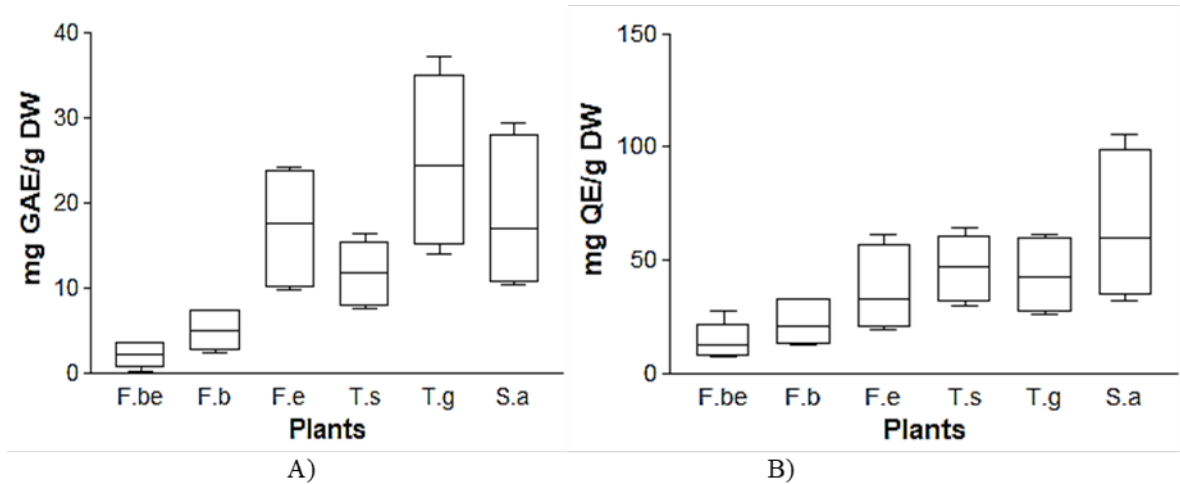 mg GAE/g DW
40
30
20
10
0
F.be F.b F.e T.s T.g S.a
Plants
A)
mg QE/g DW
150
100
50
0
F.be F.b F.e T.s T.g S.a
Plants
B)